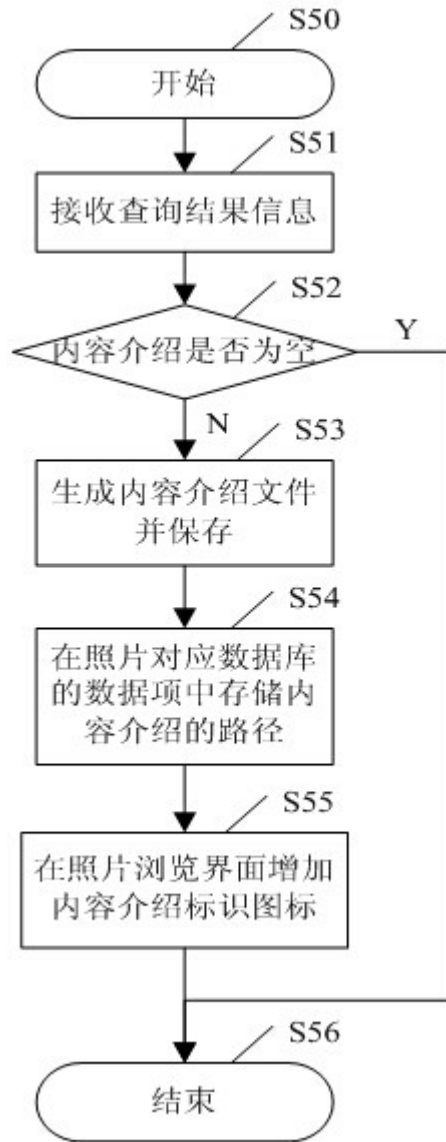 S50
开始
S51
接收查询结果信息
S52
内容介绍是否为空
Y
N
S53
生成内容介绍文件
并保存
S54
在照片对应数据库
的数据项中存储内
容介绍的路径
S55
在照片浏览界面增加
内容介绍标识图标
S56
结束